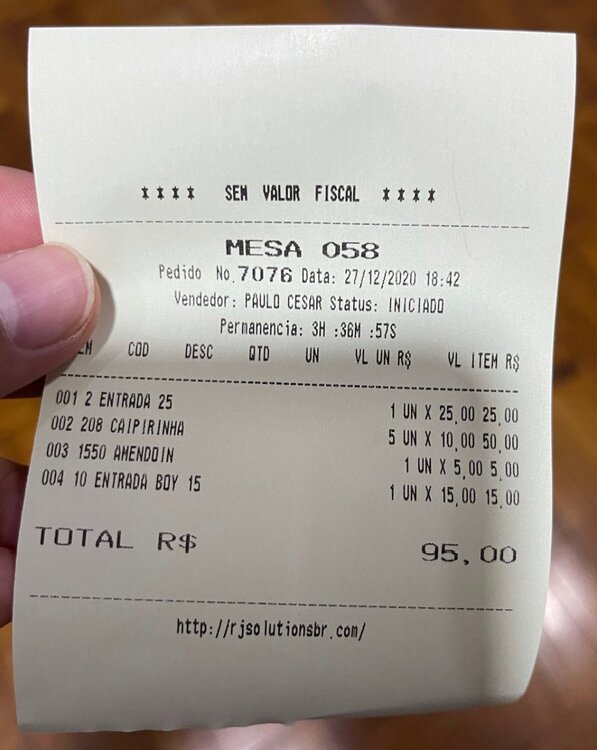 **** SEM VALOR FISCAL ****
MESA 058
Pedido No.7076 Data: 27/12/2020 18:42
Vendedor: PAULO CESAR Status: INICIADO
Permanencia: 3H :36M :57S
COD DESC QTD UN VL UN R$ VL ITEM R$
001 2 ENTRADA 25 1 UN X 25,00 25,00
002 208 CAIPIRINHA 5 UN X 10,00 50,00
003 1550 AMENDOIN 1 UN X 5,00 5,00
004 10 ENTRADA BOY 15 1 UN X 15,00 15,00
TOTAL R$ 95,00
http://rjsolutionsbr.com/